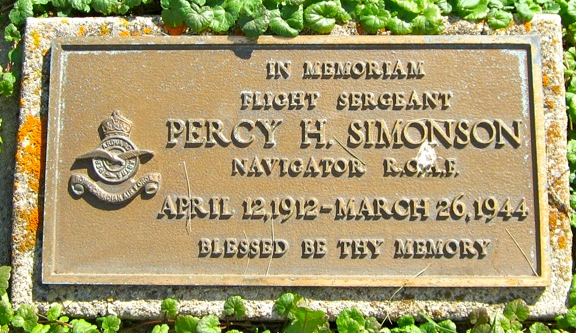 IN MEMORIAM
FLIGHT SERGEANT
PERCY H. SIMONSON
NAVIGATOR R.C.A.F.
APRIL 12, 1912 - MARCH 26, 1944
BLESSED BE THY MEMORY